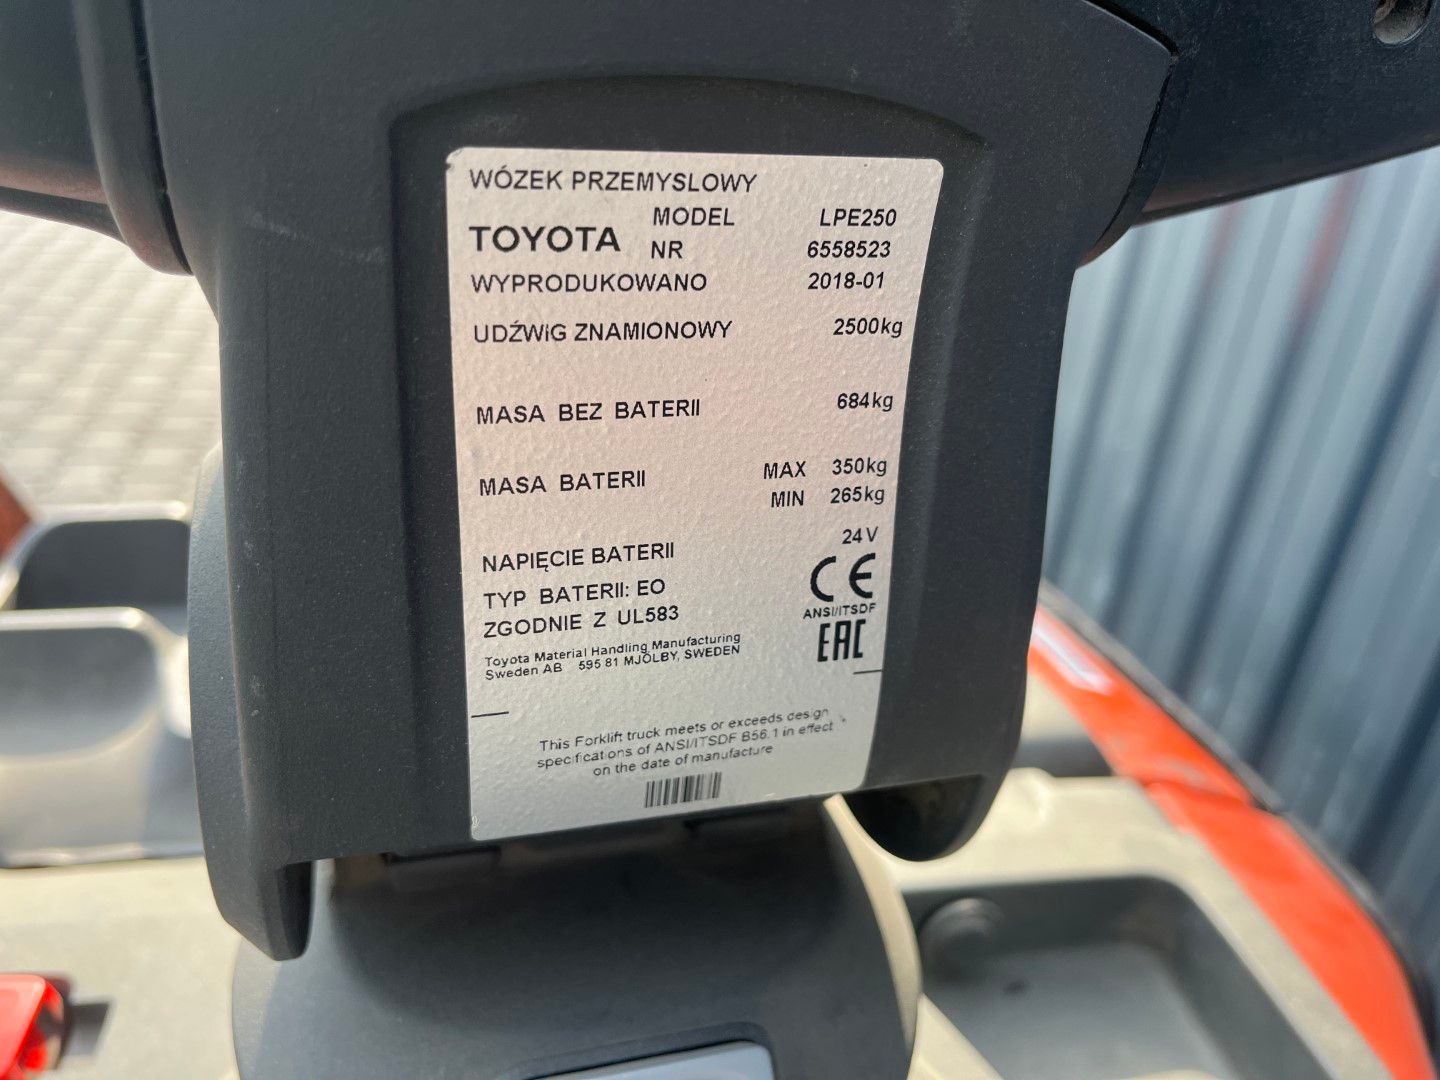 WÓZEK PRZEMYSLOWY
MODEL LPE250
TOYOTA
NR 6558523
WYPRODUKOWANO 2018-01
UDŹWIG ZNAMIONOWY 2500kg
MASA BEZ BATERII 684kg
MASA BATERII MAX 350kg
MIN 265kg
NAPIĘCIE BATERII 24V
TYP BATERII: EO
CE
ZGODNIE Z UL583
ANSI/ITSDF
EAC
Toyota Material Handling Manufacturing
Sweden AB 595 81 MJÖLBY, SWEDEN
This Forklift truck meets or exceeds design
specifications of ANSI/ITSDF B56.1 in effect
on the date of manufacture